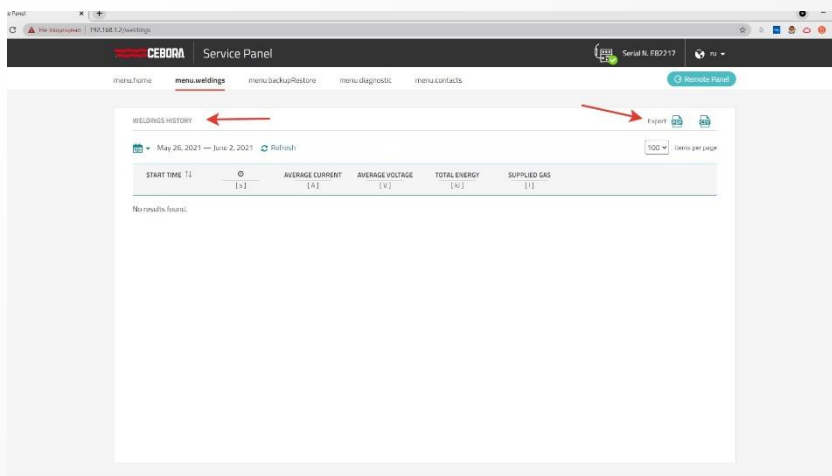 e Panel
Не защищено | 192.168.1.2/weldings
CEBORA Service Panel Serial N. EB2217 ru
menu.home menu.weldings menu.backupRestore menu.diagnostic menu.contacts Remote Panel
WELDINGS HISTORY Export
May 26, 2021 — June 2, 2021 Refresh 100 items per page
START TIME AVERAGE CURRENT AVERAGE VOLTAGE TOTAL ENERGY SUPPLIED GAS
[s] [A] [V] [kJ] [l]
No results found.